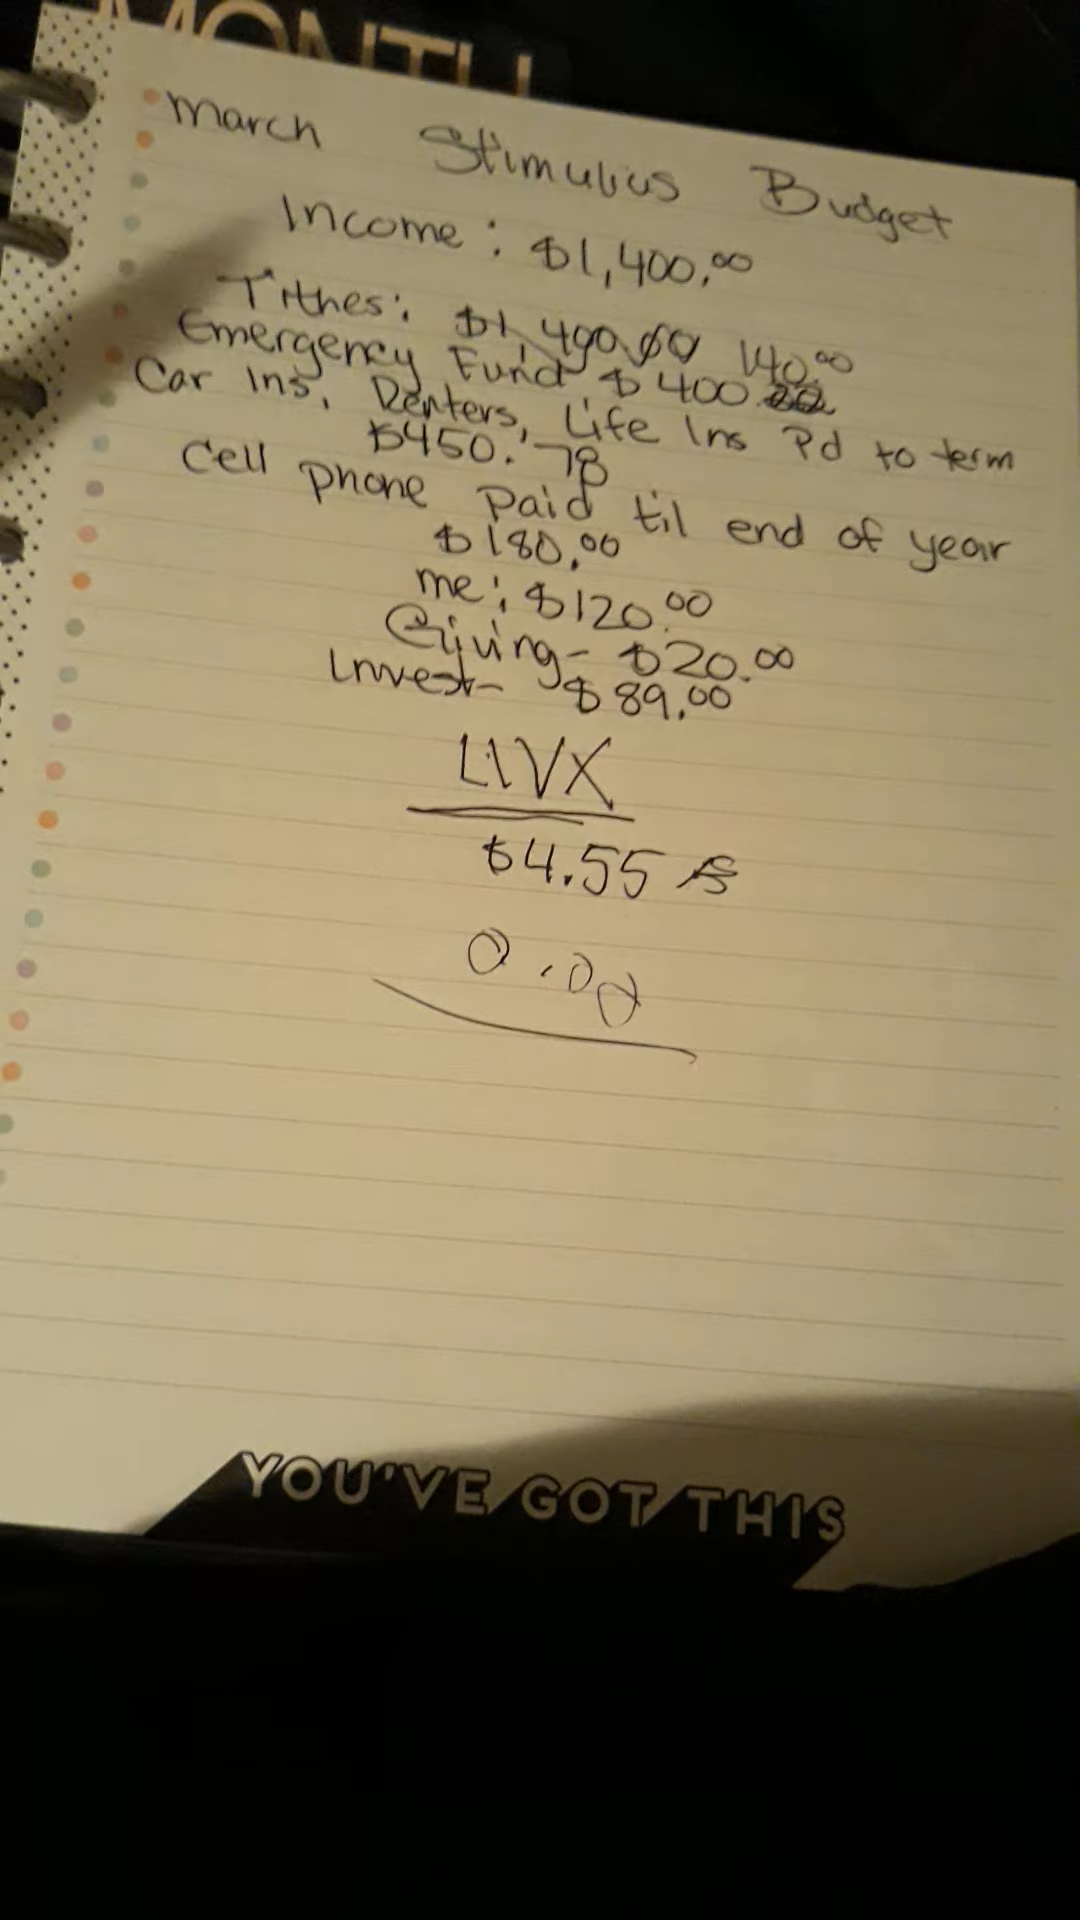 MONTH
March Stimulus Budget
Income: $1,400.00
Tithes: $1,400.00 140.00
Emergency Fund $400.
Car Ins, Renters, Life Ins Pd to term
$450.78
Cell phone paid til end of year
$180.00
me: $120.00
Giving- $20.00
Invest- $89.00
LIVX
$4.55
0.00
YOU'VE GOT THIS